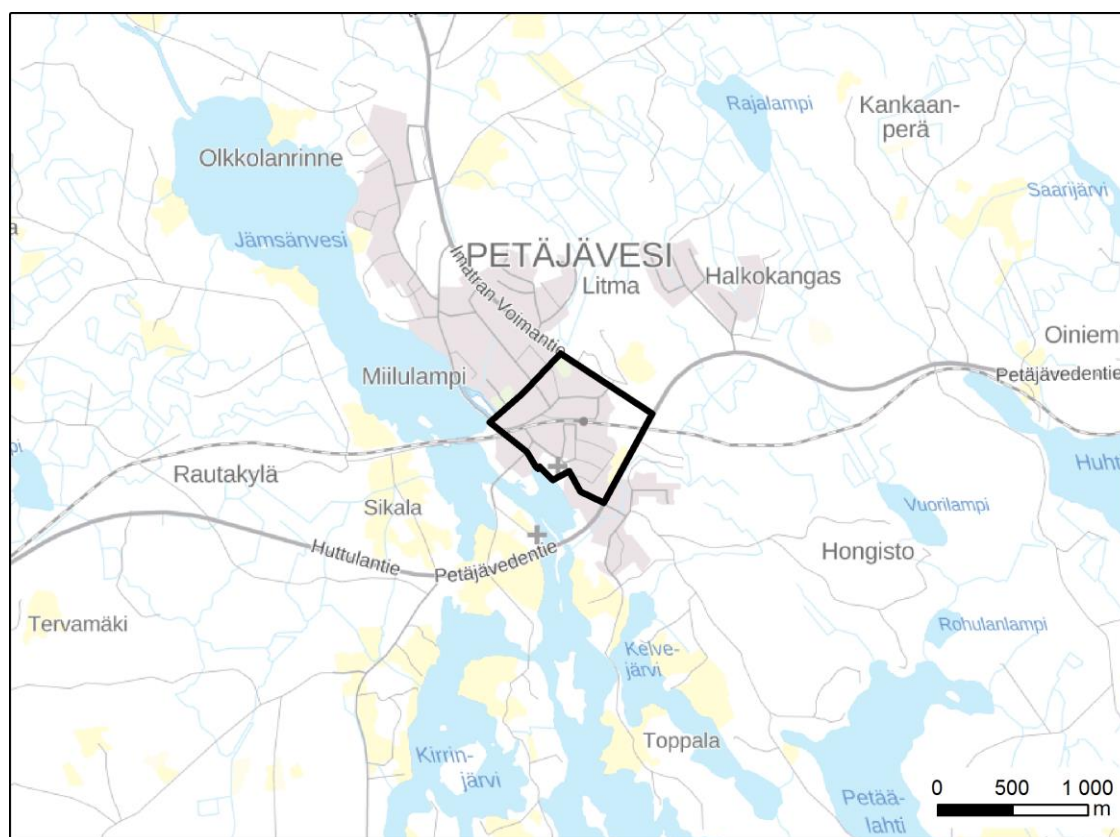 Rajalampi
Kankaan-
perä
Olkkolanrinne
Saarijärvi
Jämsänvesi
PETÄJÄVESI
Litma
Halkokangas
Imatran Voimantie
Oiniem
Miilulampi
Petäjävedentie
Rautakylä
Huht
Sikala
Vuorilampi
Huttulantie
Petäjävedentie
Hongisto
Tervamäki
Rohulanlampi
Kelve-
järvi
Toppala
Kirrin-
järvi
Petää-
lahti
0 500 1 000
m